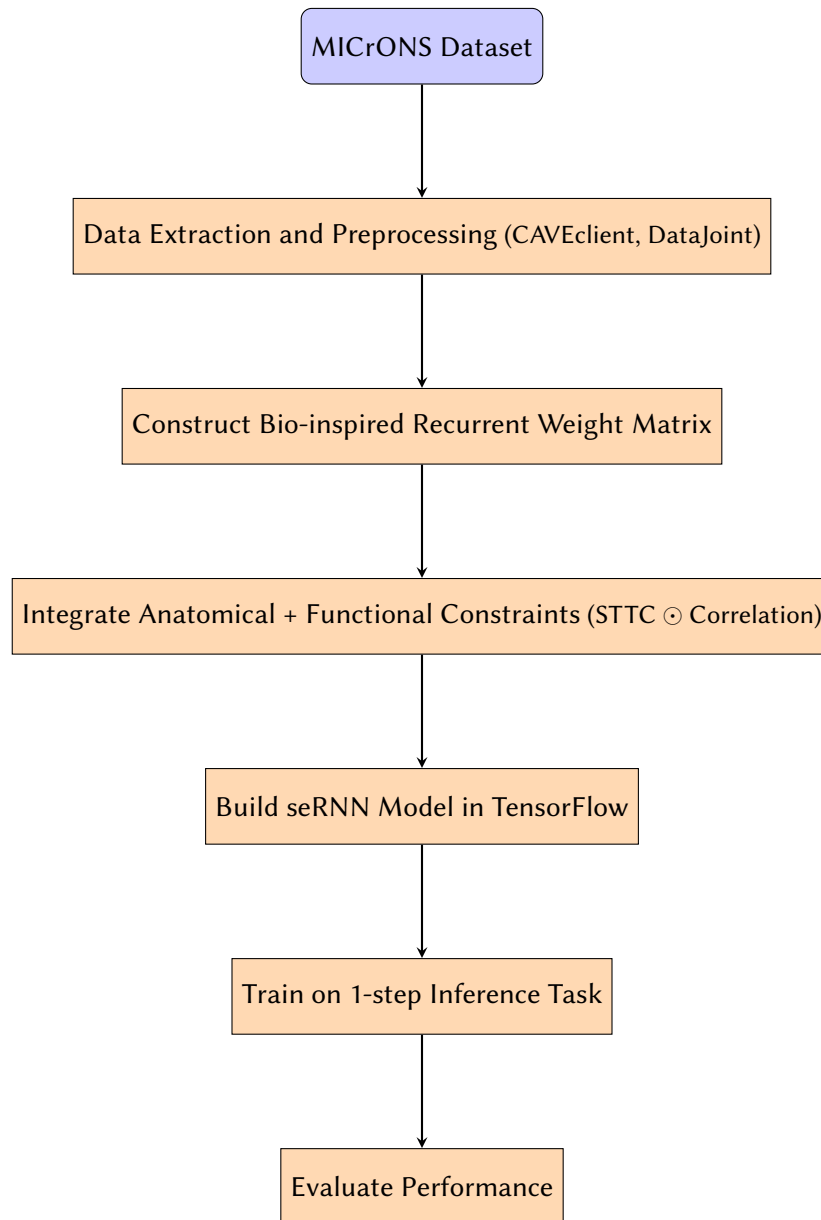 MICrONS Dataset
Data Extraction and Preprocessing (CAVEclient, DataJoint)
Construct Bio-inspired Recurrent Weight Matrix
Integrate Anatomical + Functional Constraints (STTC ⊙ Correlation)
Build seRNN Model in TensorFlow
Train on 1-step Inference Task
Evaluate Performance